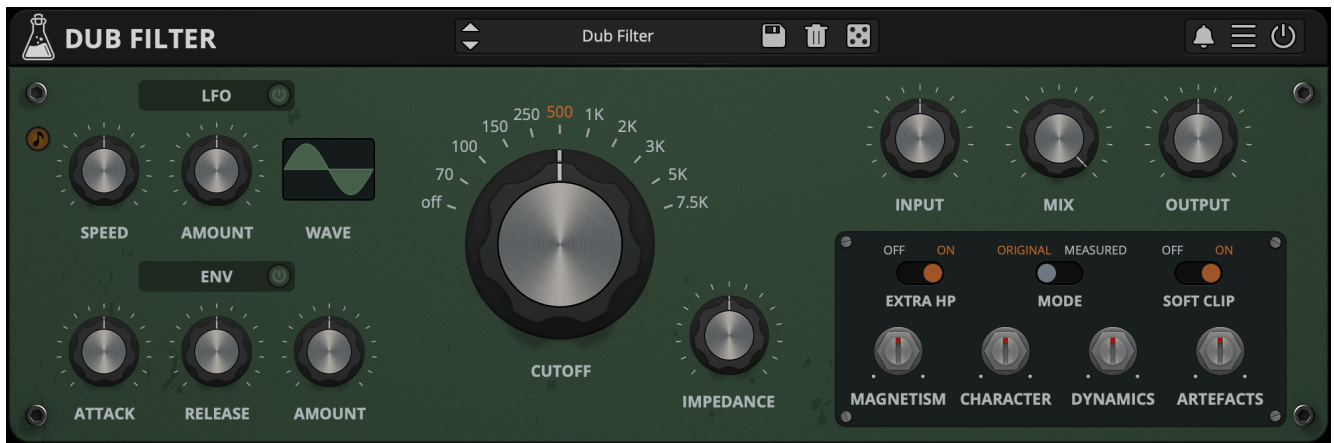 DUB FILTER
Dub Filter
LFO
SPEED
AMOUNT
WAVE
ENV
ATTACK
RELEASE
AMOUNT
off
70
100
150
250
500
1K
2K
3K
5K
7.5K
CUTOFF
IMPEDANCE
INPUT
MIX
OUTPUT
OFF ON
EXTRA HP
ORIGINAL MEASURED
MODE
OFF ON
SOFT CLIP
MAGNETISM
CHARACTER
DYNAMICS
ARTEFACTS